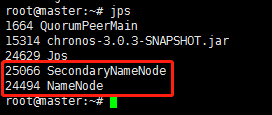 root@master:~# jps
1664 QuorumPeerMain
15314 chronos-3.0.3-SNAPSHOT.jar
24629 Jps
25066 SecondaryNameNode
24494 NameNode
root@master:~#